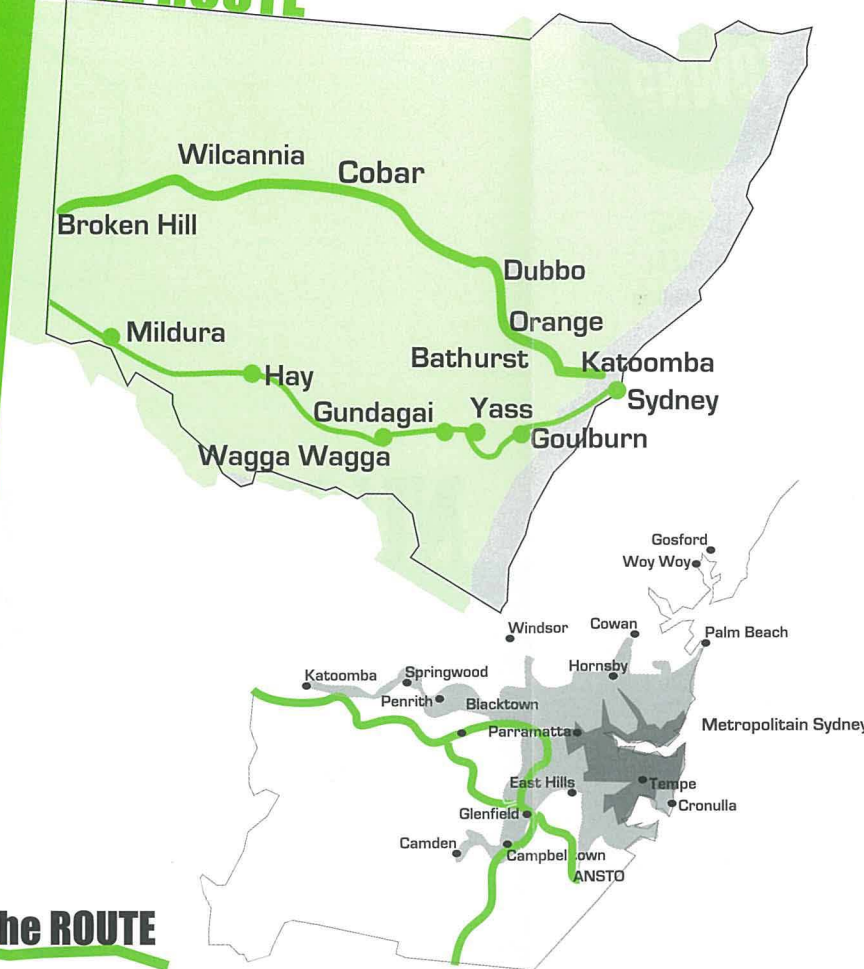 ROUTE
Wilcannia
Cobar
Broken Hill
Dubbo
Orange
Mildura
Bathurst
Katoomba
Hay
Sydney
Gundagai
Yass
Goulburn
Wagga Wagga
Gosford
Woy Woy
Windsor
Cowan
Palm Beach
Hornsby
Katoomba
Springwood
Penrith
Blacktown
Metropolitain Sydney
Parramatta
East Hills
Tempe
Cronulla
Glenfield
Camden
Campbeltown
ANSTO
he ROUTE